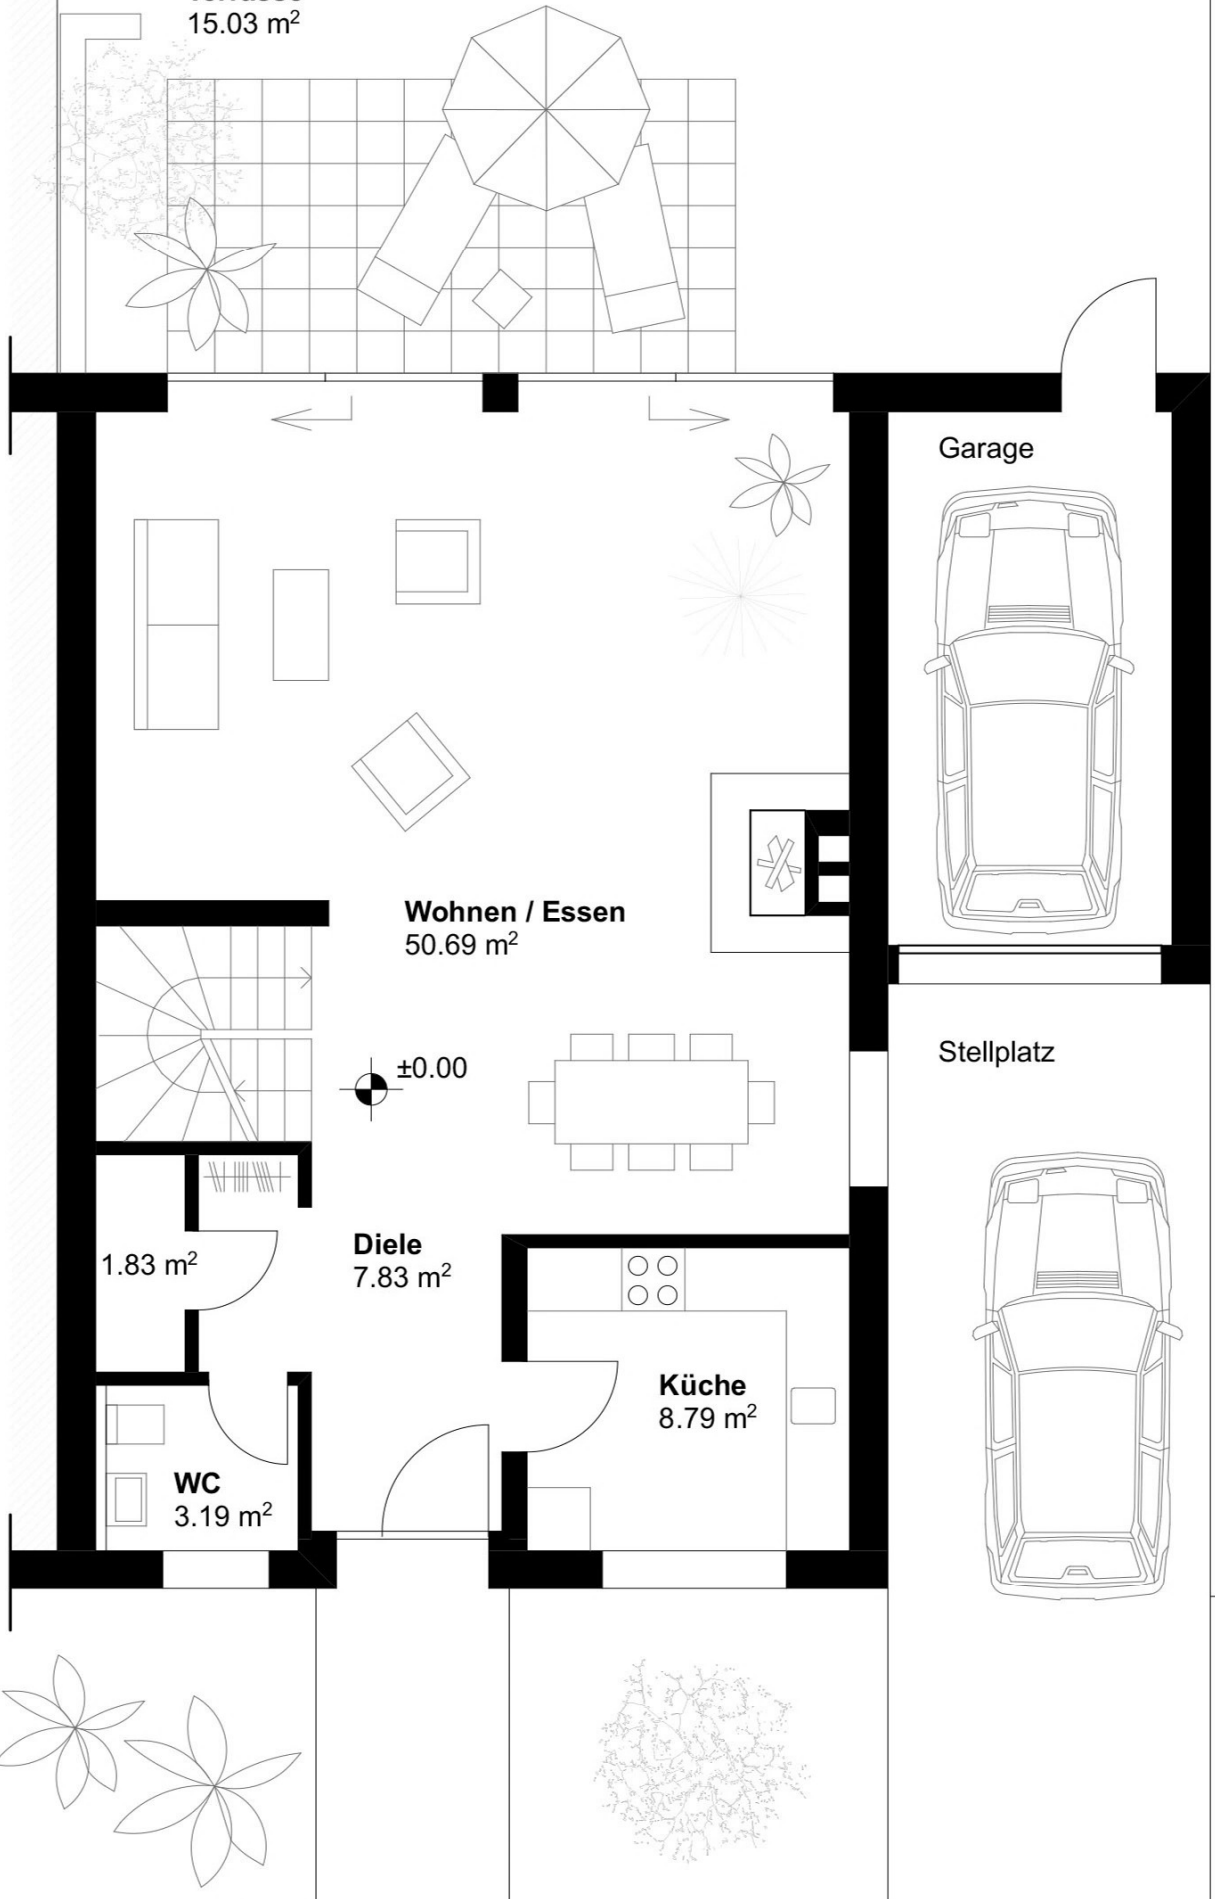 15.03 m²
Garage
Wohnen / Essen
50.69 m²
±0.00
Stellplatz
Diele
7.83 m²
1.83 m²
Küche
8.79 m²
WC
3.19 m²